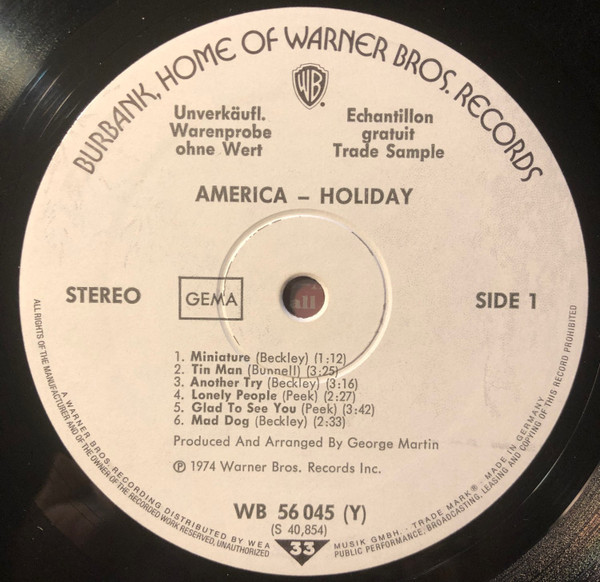 BURBANK, HOME OF WARNER BROS. RECORDS
WB
Unverkäufl.
Warenprobe
ohne Wert
Echantillon
gratuit
Trade Sample
AMERICA – HOLIDAY
STEREO
GEMA
SIDE 1
1. Miniature (Beckley) (1:12)
2. Tin Man (Bunnell) (3:25)
3. Another Try (Beckley) (3:16)
4. Lonely People (Peek) (2:27)
5. Glad To See You (Peek) (3:42)
6. Mad Dog (Beckley) (2:33)
Produced And Arranged By George Martin
℗ 1974 Warner Bros. Records Inc.
WB 56 045 (Y)
(S 40,854)
33
A WARNER BROS. RECORDING DISTRIBUTED BY WEA MUSIK GMBH. · TRADE MARK® · MADE IN GERMANY
ALL RIGHTS OF THE MANUFACTURER AND OF THE OWNER OF THE RECORDED WORK RESERVED, UNAUTHORIZED PUBLIC PERFORMANCE, BROADCASTING, LEASING AND COPYING OF THIS RECORD PROHIBITED